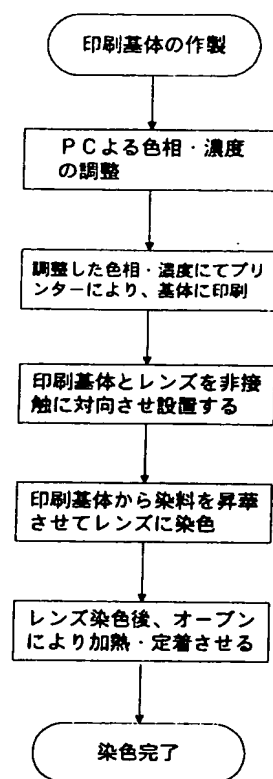 印刷基体の作製
PCよる色相・濃度
の調整
調整した色相・濃度にてプリ
ンターにより、基体に印刷
印刷基体とレンズを非接
触に対向させ設置する
印刷基体から染料を昇華
させてレンズに染色
レンズ染色後、オーブン
により加熱・定着させる
染色完了